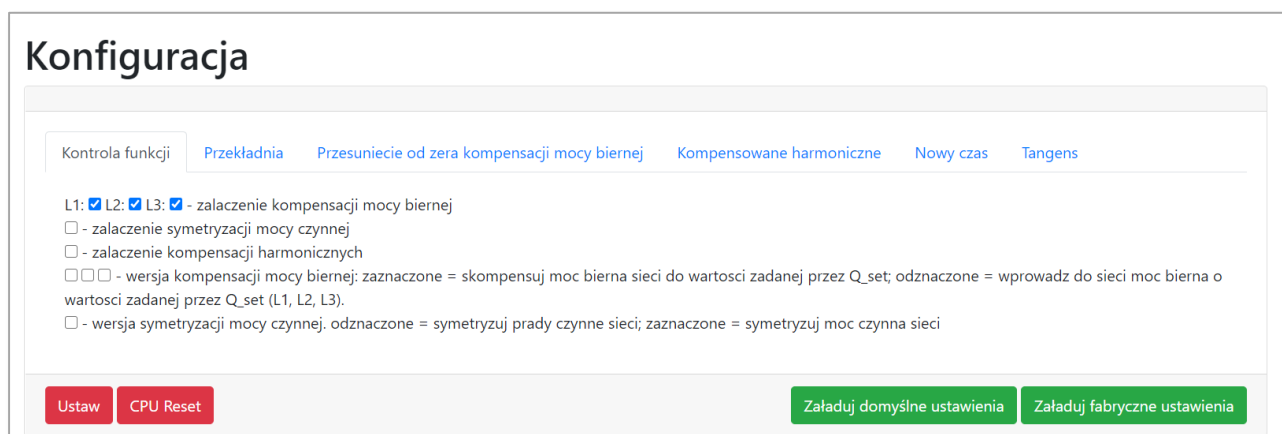 Konfiguracja
Kontrola funkcji Przekładnia Przesuniecie od zera kompensacji mocy biernej Kompensowane harmoniczne Nowy czas Tangens
L1: L2: L3: - zalaczenie kompensacji mocy biernej
- zalaczenie symetryzacji mocy czynnej
- zalaczenie kompensacji harmonicznych
- wersja kompensacji mocy biernej: zaznaczone = skompensuj moc bierna sieci do wartosci zadanej przez Q_set; odznaczone = wprowadz do sieci moc bierna o
wartosci zadanej przez Q_set (L1, L2, L3).
- wersja symetryzacji mocy czynnej. odznaczone = symetryzuj prady czynne sieci; zaznaczone = symetryzuj moc czynna sieci
Ustaw CPU Reset Załaduj domyślne ustawienia Załaduj fabryczne ustawienia